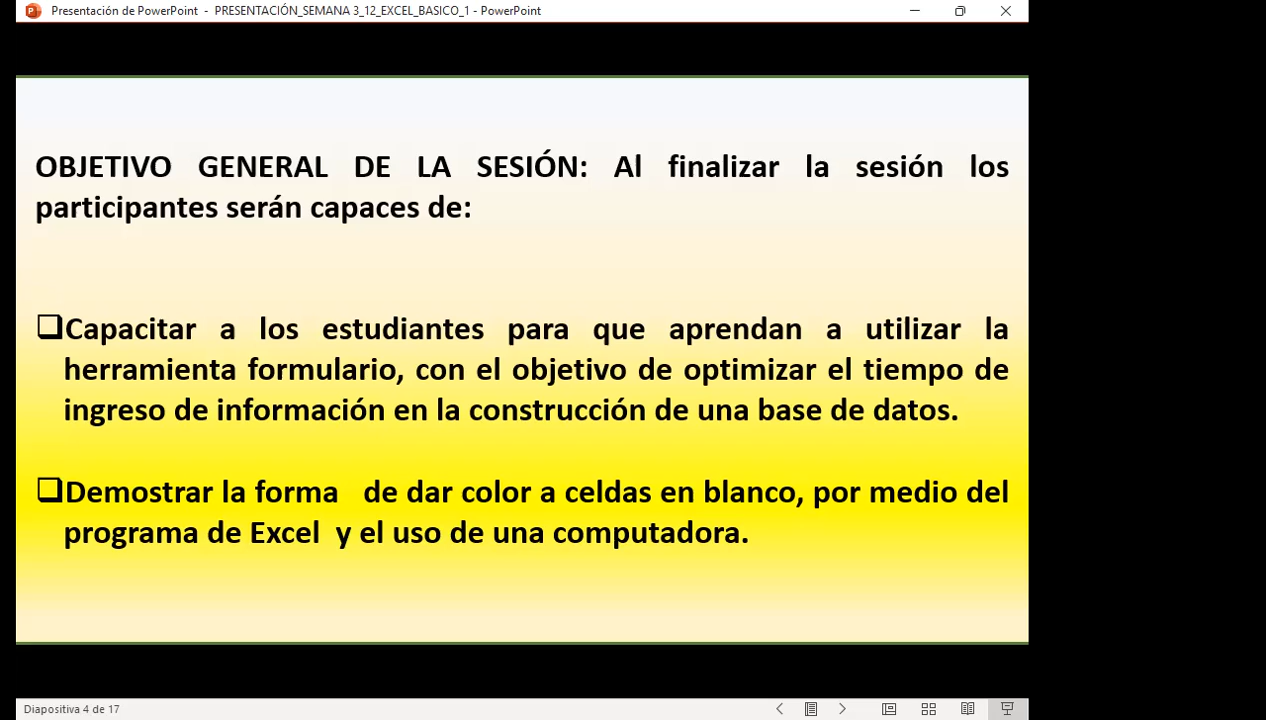 Presentación de PowerPoint - PRESENTACIÓN_SEMANA 3_12_EXCEL_BASICO_1 - PowerPoint
OBJETIVO GENERAL DE LA SESIÓN: Al finalizar la sesión los
participantes serán capaces de:
❑Capacitar a los estudiantes para que aprendan a utilizar la
herramienta formulario, con el objetivo de optimizar el tiempo de
ingreso de información en la construcción de una base de datos.
❑Demostrar la forma de dar color a celdas en blanco, por medio del
programa de Excel y el uso de una computadora.
Diapositiva 4 de 17